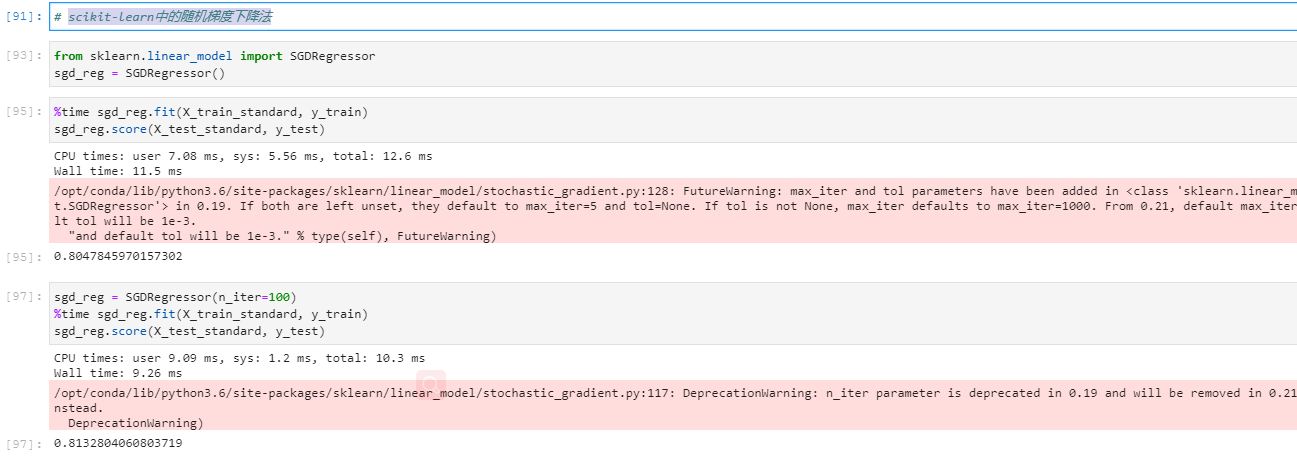 [91]: # scikit-learn中的随机梯度下降法
[93]: from sklearn.linear_model import SGDRegressor
sgd_reg = SGDRegressor()
[95]: %time sgd_reg.fit(X_train_standard, y_train)
sgd_reg.score(X_test_standard, y_test)
CPU times: user 7.08 ms, sys: 5.56 ms, total: 12.6 ms
Wall time: 11.5 ms
/opt/conda/lib/python3.6/site-packages/sklearn/linear_model/stochastic_gradient.py:128: FutureWarning: max_iter and tol parameters have been added in <class 'sklearn.linear_m
t.SGDRegressor'> in 0.19. If both are left unset, they default to max_iter=5 and tol=None. If tol is not None, max_iter defaults to max_iter=1000. From 0.21, default max_iter
lt tol will be 1e-3.
"and default tol will be 1e-3." % type(self), FutureWarning)
[95]: 0.8047845970157302
[97]: sgd_reg = SGDRegressor(n_iter=100)
%time sgd_reg.fit(X_train_standard, y_train)
sgd_reg.score(X_test_standard, y_test)
CPU times: user 9.09 ms, sys: 1.2 ms, total: 10.3 ms
Wall time: 9.26 ms
/opt/conda/lib/python3.6/site-packages/sklearn/linear_model/stochastic_gradient.py:117: DeprecationWarning: n_iter parameter is deprecated in 0.19 and will be removed in 0.21
nstead.
DeprecationWarning)
[97]: 0.8132804060803719